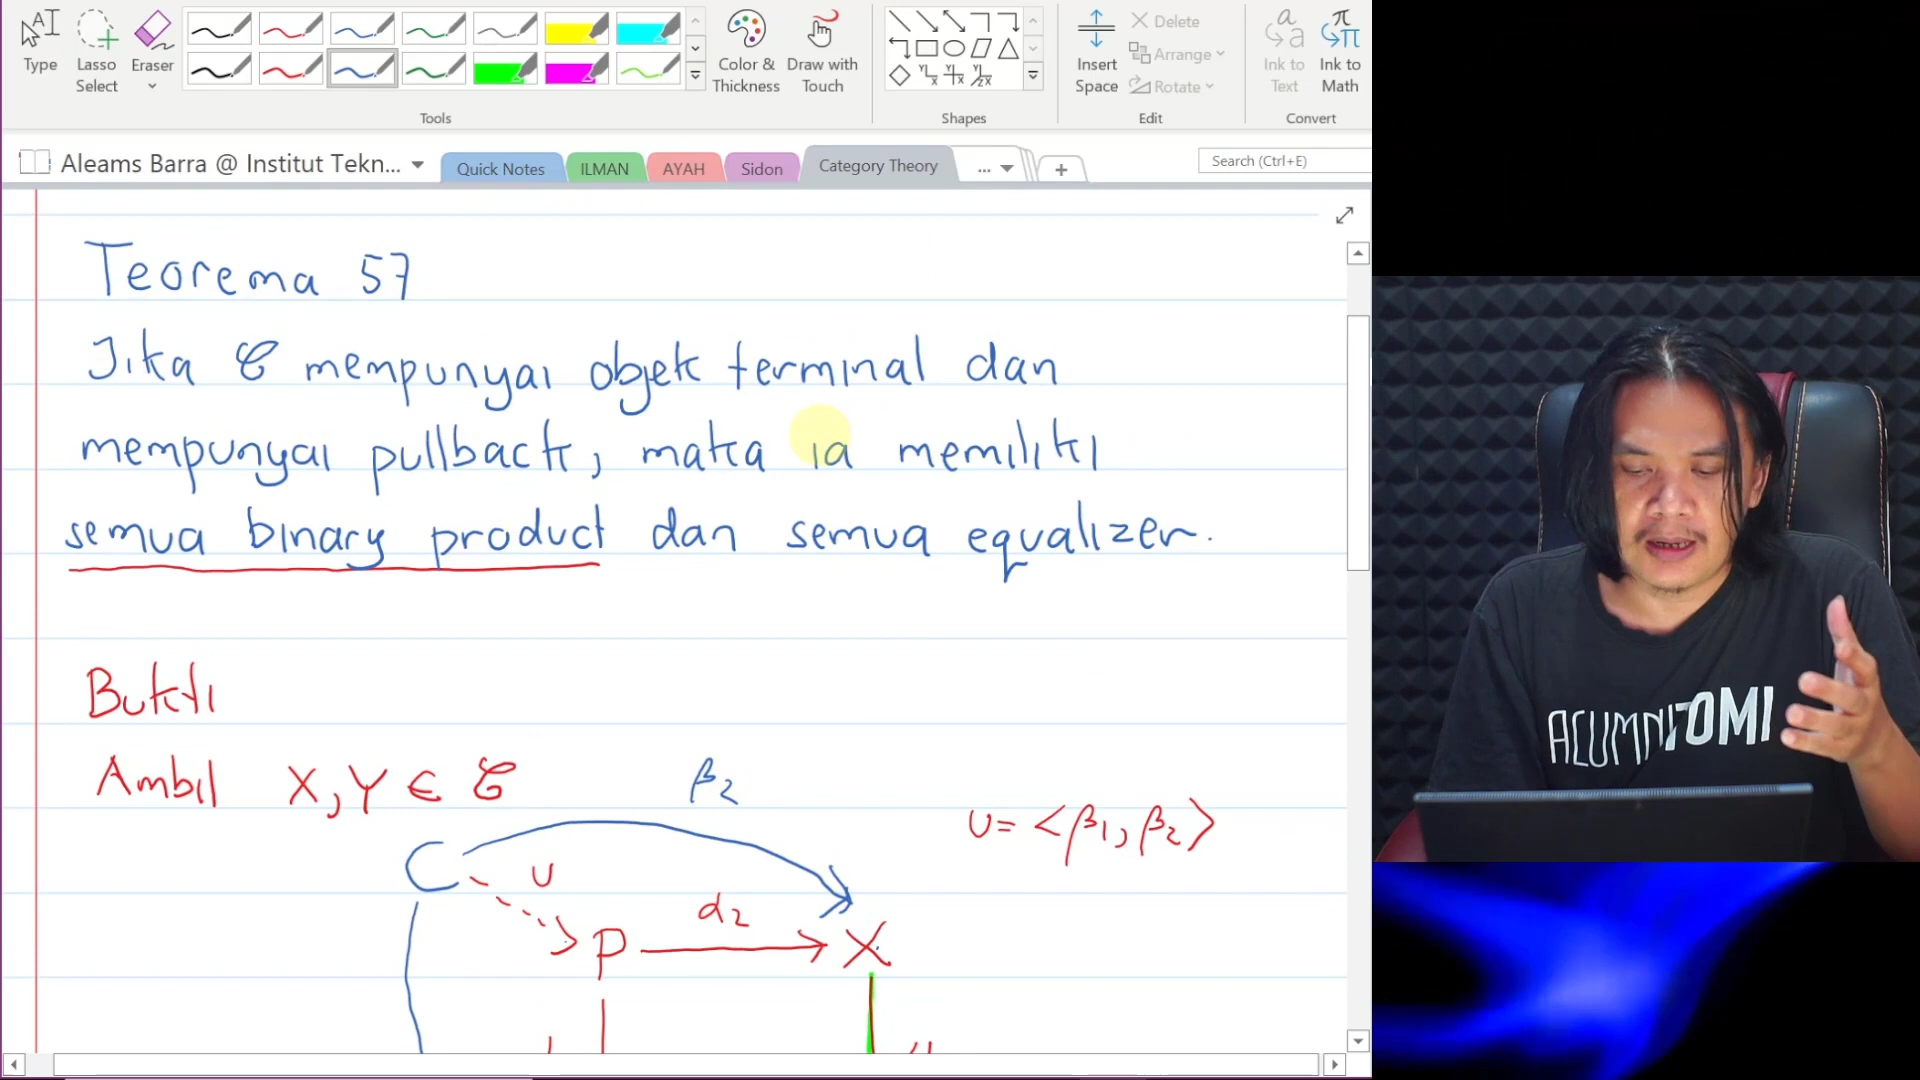 Type
Lasso Select
Eraser
Color & Thickness
Draw with Touch
Insert Space
Delete
Arrange
Rotate
Ink to Text
Ink to Math
Tools
Shapes
Edit
Convert
Aleams Barra @ Institut Tekn...
Quick Notes
ILMAN
AYAH
Sidon
Category Theory
...
+
Search (Ctrl+E)
Teorema 57
Jika 𝒞 mempunyai objek terminal dan
mempunyai pullback, maka ia memiliki
semua binary product dan semua equalizer.
Bukti
Ambil X, Y ∈ 𝒞
β₂
u = <β₁, β₂>
C
u
α₂
P
X
ACUMNITOMI